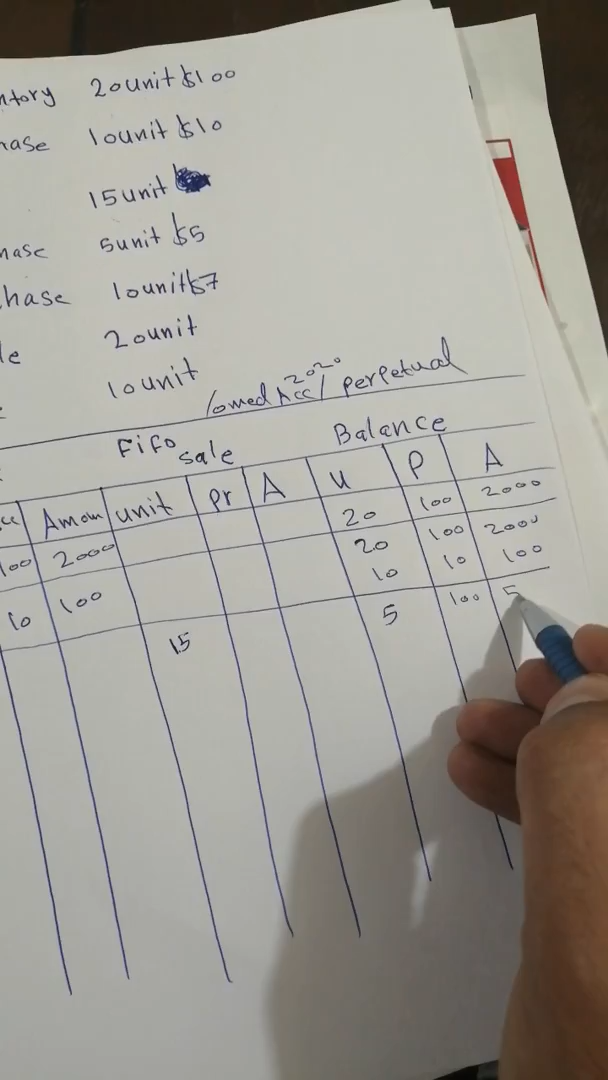 ntory 20unit $100
hase 10unit $10
15unit
hase 5unit $5
chase 10unit $7
le 20unit
10unit
/omed Acc 2020/ perpetual
Fifo
sale Balance
Amoun unit pr A U P A
100 2000 20 100 2000
20 100 2000
10 100 10 10 100
15 5 100 5